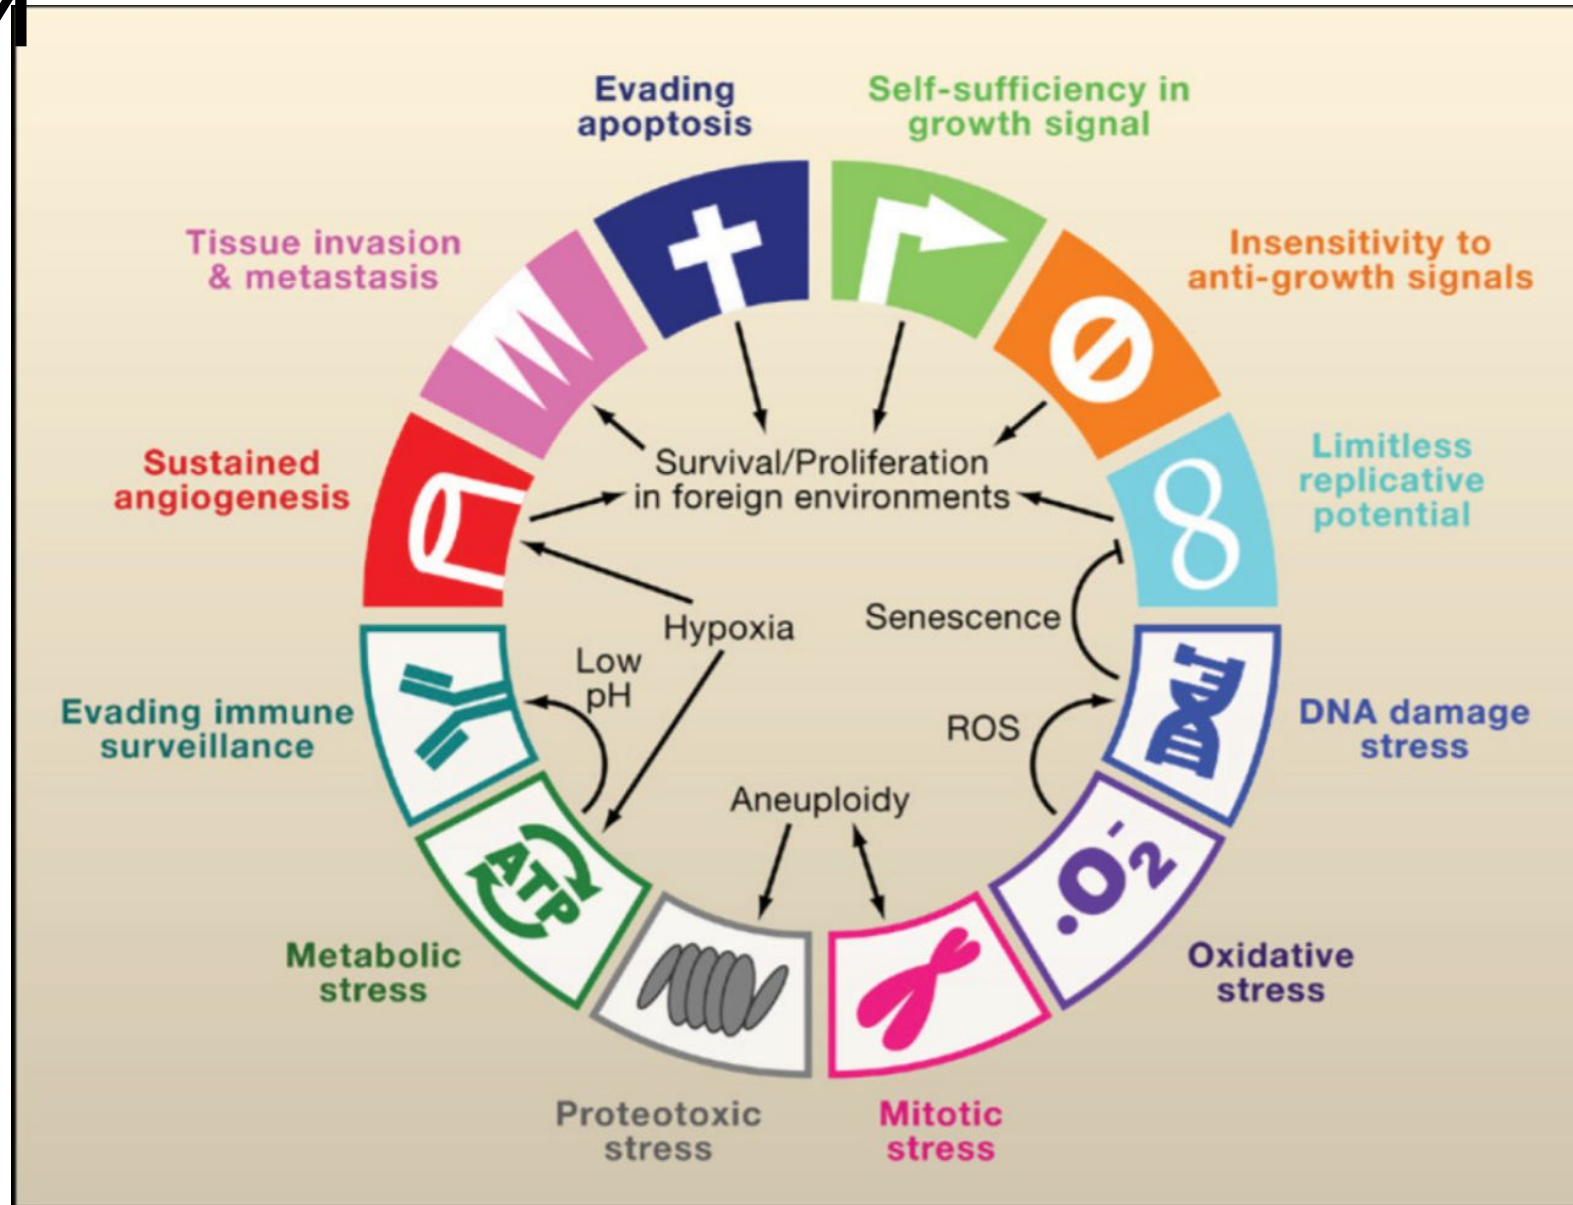 Evading
apoptosis
Self-sufficiency in
growth signal
Tissue invasion
& metastasis
Insensitivity to
anti-growth signals
Sustained
angiogenesis
Survival/Proliferation
in foreign environments
Limitless
replicative
potential
8
Hypoxia
Senescence
Low
pH
Evading immune
surveillance
ROS
DNA damage
stress
Aneuploidy
ATP
·O₂⁻
Metabolic
stress
Oxidative
stress
Proteotoxic
stress
Mitotic
stress